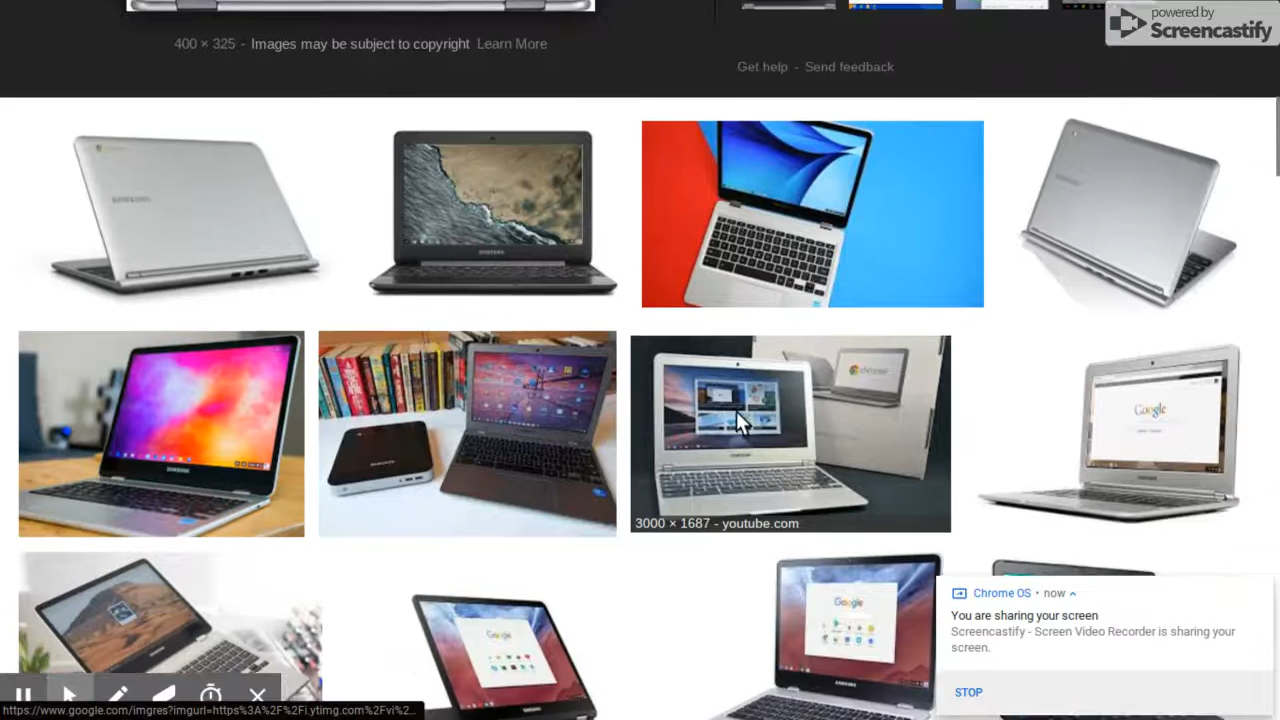 powered by
Screencastify
400 × 325 - Images may be subject to copyright Learn More
Get help - Send feedback
SAMSUNG
SAMSUNG
chrome
Google
SAMSUNG
3000 × 1687 - youtube.com
Google
Google
SAMSUNG
Chrome OS • now
You are sharing your screen
Screencastify - Screen Video Recorder is sharing your
screen.
STOP
https://www.google.com/imgres?imgurl=https%3A%2F%2Fi.ytimg.com%2Fvi%2...